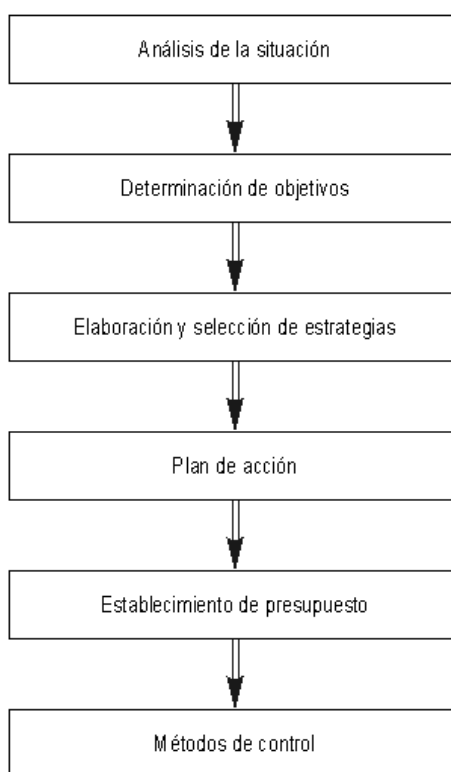 Análisis de la situación
Determinación de objetivos
Elaboración y selección de estrategias
Plan de acción
Establecimiento de presupuesto
Métodos de control